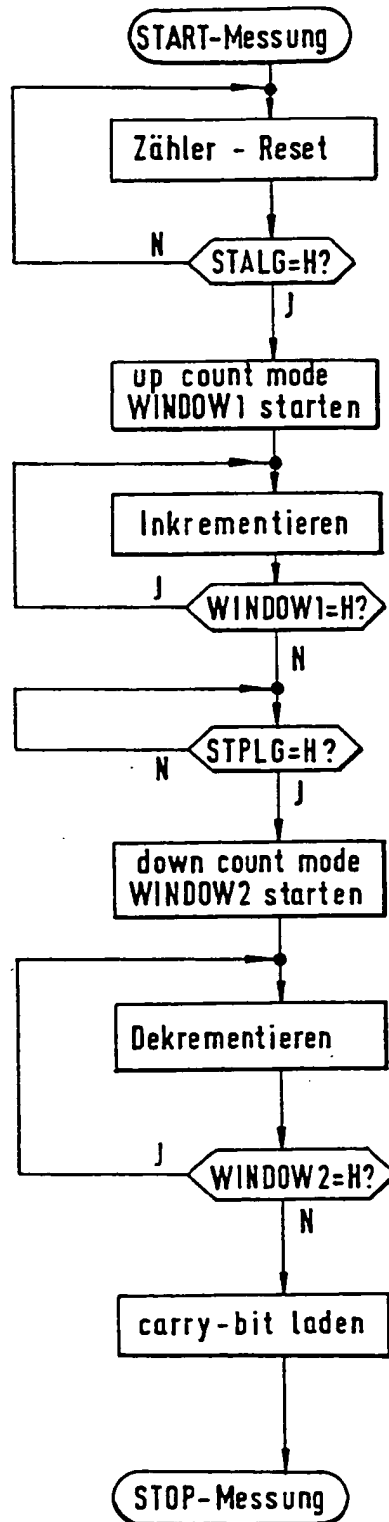 START-Messung
Zähler - Reset
N
STALG=H?
J
up count mode
WINDOW1 starten
Inkrementieren
J
WINDOW1=H?
N
STPLG=H?
N
J
down count mode
WINDOW2 starten
Dekrementieren
J
WINDOW2=H?
N
carry-bit laden
STOP-Messung